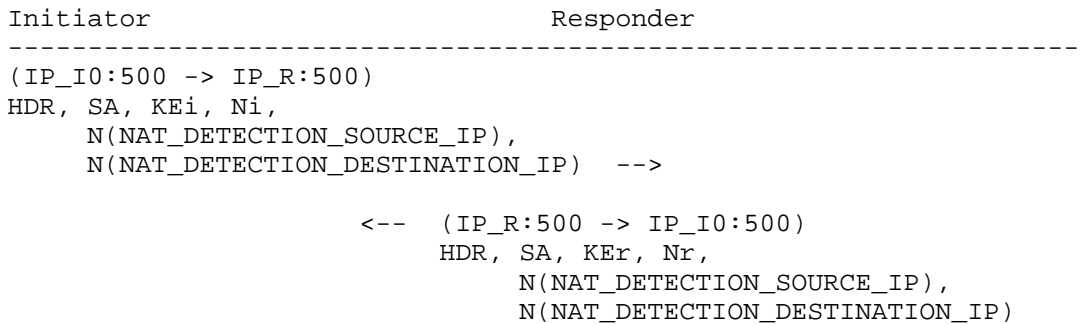 Initiator                         Responder
-------------------------------------------------------------------
(IP_I0:500 -> IP_R:500)
HDR, SA, KEi, Ni,
     N(NAT_DETECTION_SOURCE_IP),
     N(NAT_DETECTION_DESTINATION_IP)  -->
                      <--  (IP_R:500 -> IP_I0:500)
                           HDR, SA, KEr, Nr,
                                N(NAT_DETECTION_SOURCE_IP),
                                N(NAT_DETECTION_DESTINATION_IP)